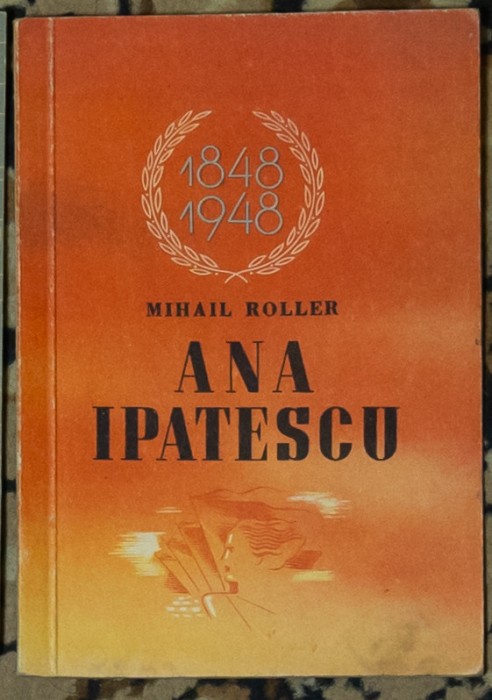 1848
1948
MIHAIL ROLLER
ANA
IPATESCU